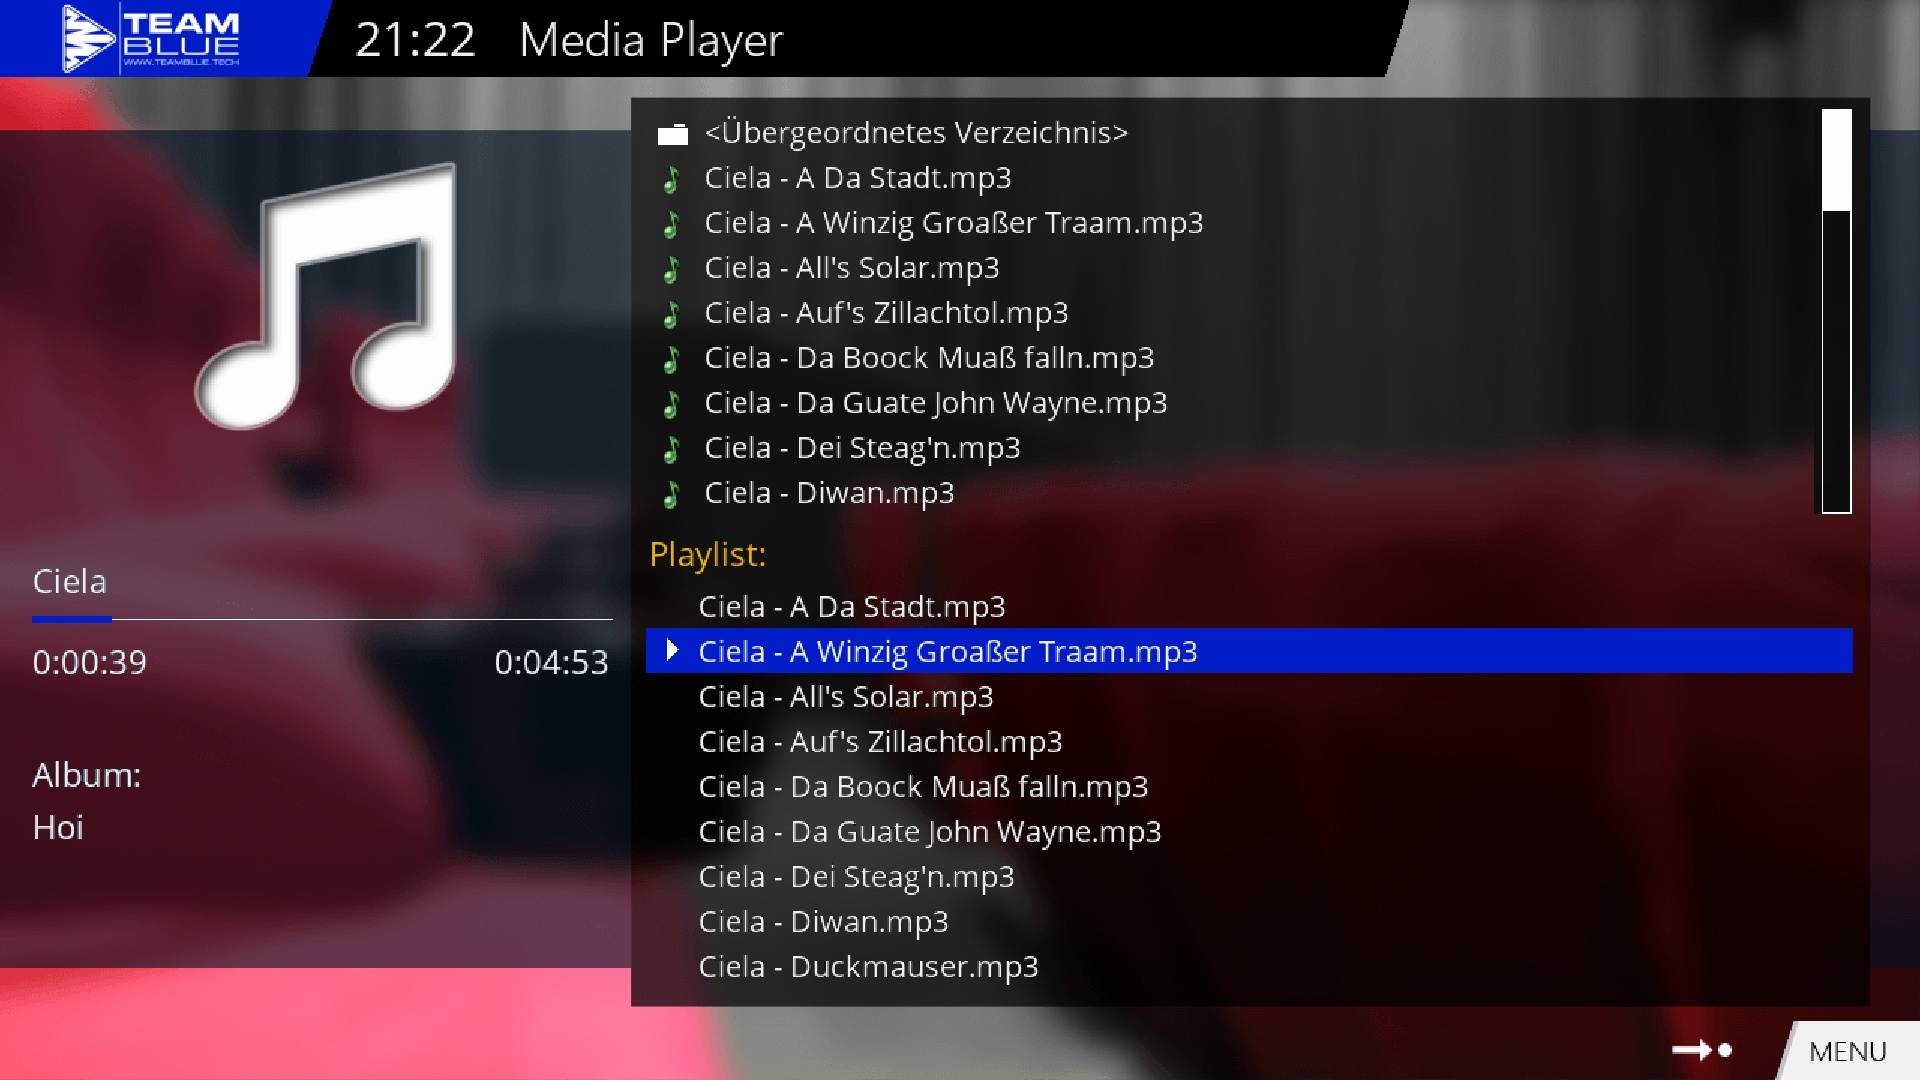 TEAM
BLUE
WWW.TEAMBLUE.TECH
21:22 Media Player
<Übergeordnetes Verzeichnis>
Ciela - A Da Stadt.mp3
Ciela - A Winzig Groaßer Traam.mp3
Ciela - All's Solar.mp3
Ciela - Auf's Zillachtol.mp3
Ciela - Da Boock Muaß falln.mp3
Ciela - Da Guate John Wayne.mp3
Ciela - Dei Steag'n.mp3
Ciela - Diwan.mp3
Ciela
0:00:39 0:04:53
Album:
Hoi
Playlist:
Ciela - A Da Stadt.mp3
Ciela - A Winzig Groaßer Traam.mp3
Ciela - All's Solar.mp3
Ciela - Auf's Zillachtol.mp3
Ciela - Da Boock Muaß falln.mp3
Ciela - Da Guate John Wayne.mp3
Ciela - Dei Steag'n.mp3
Ciela - Diwan.mp3
Ciela - Duckmauser.mp3
MENU